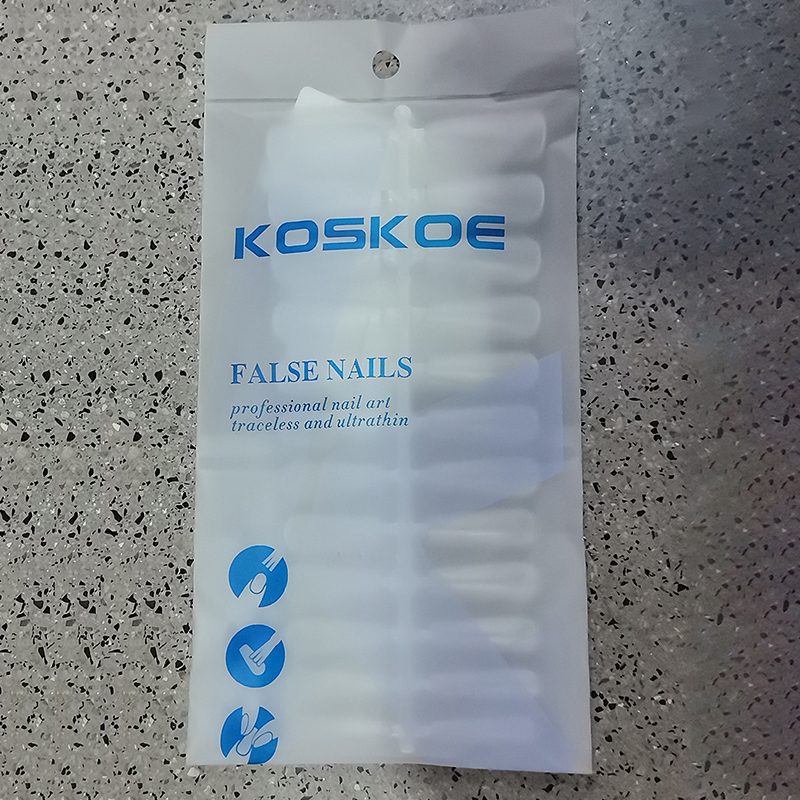 KOSKOE
FALSE NAILS
professional nail art
traceless and ultrathin